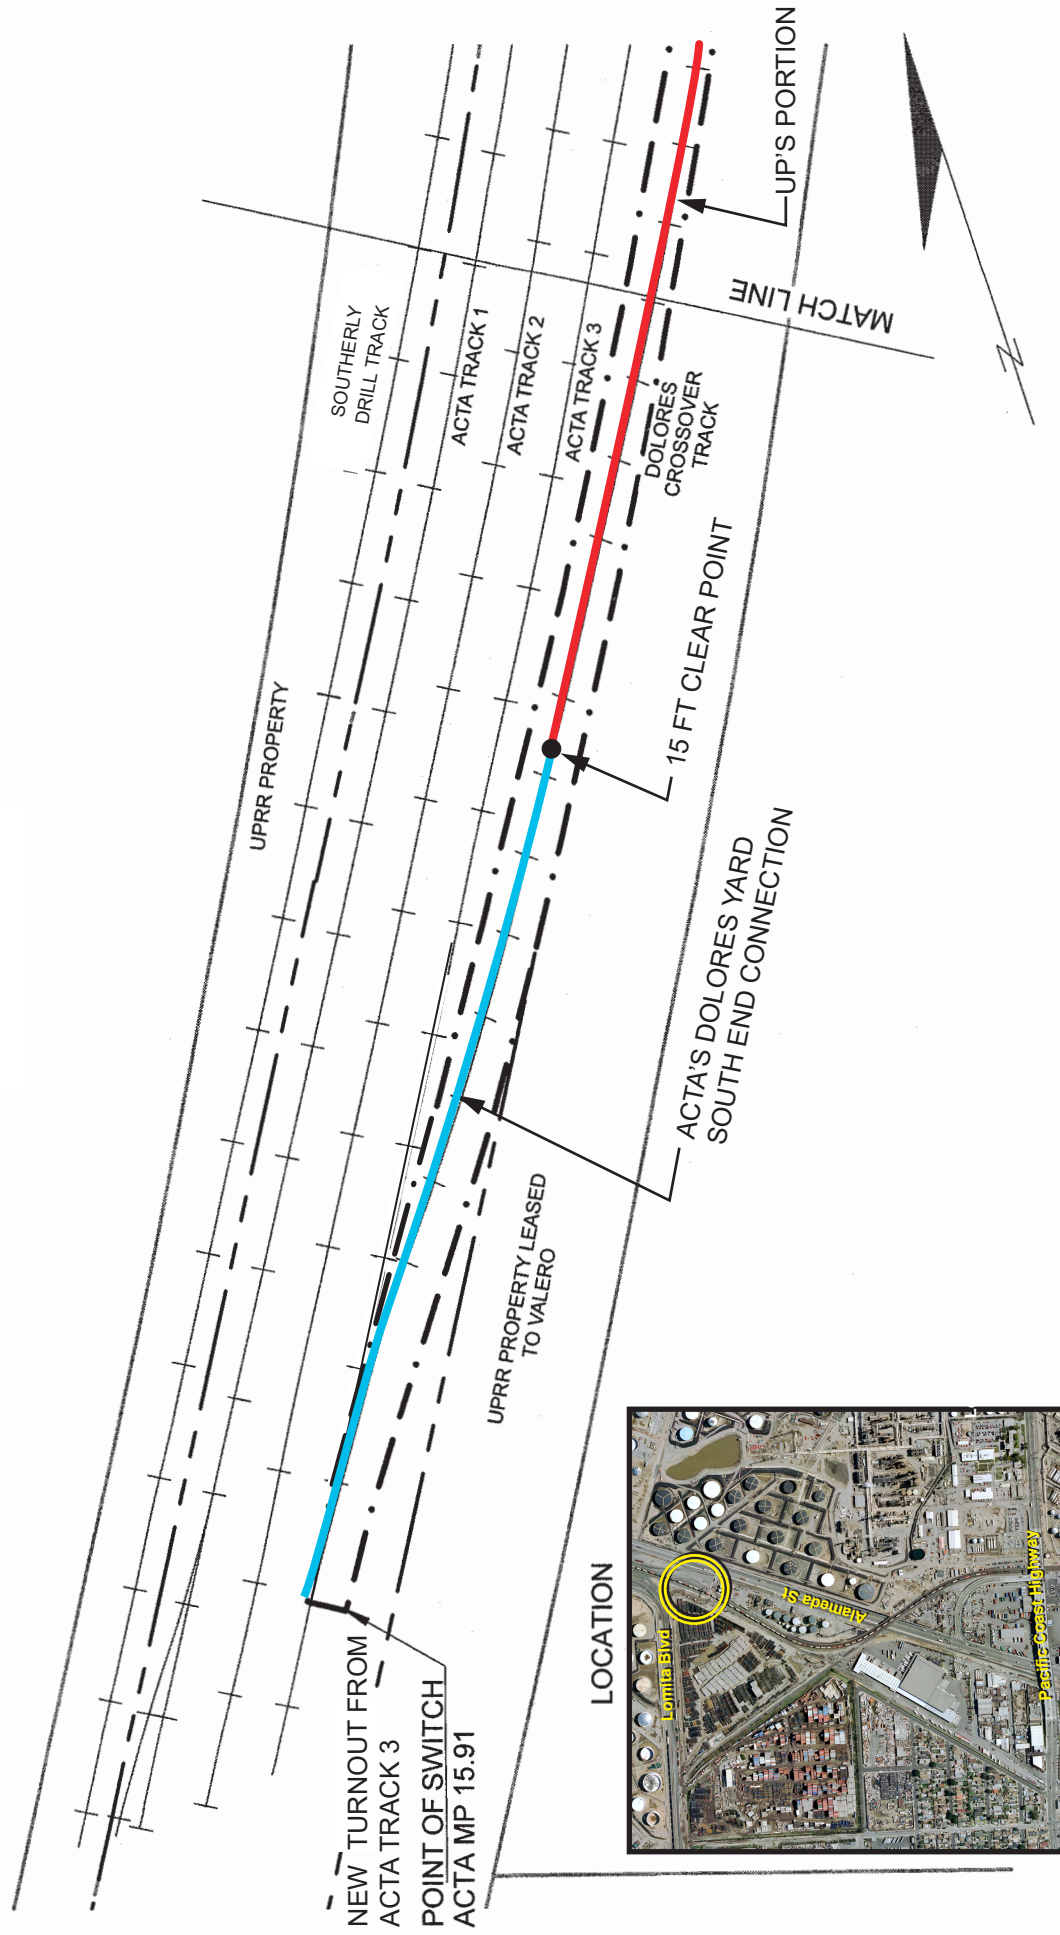 UP'S PORTION
MATCH LINE
SOUTHERLY
DRILL TRACK
ACTA TRACK 1
ACTA TRACK 2
ACTA TRACK 3
DOLORES
CROSSOVER
TRACK
15 FT CLEAR POINT
UPRR PROPERTY
ACTA'S DOLORES YARD
SOUTH END CONNECTION
UPRR PROPERTY LEASED
TO VALERO
NEW TURNOUT FROM
ACTA TRACK 3
POINT OF SWITCH
ACTA MP 15.91
LOCATION
Lomita Blvd
Alameda St
Pacific Coast Highway
N